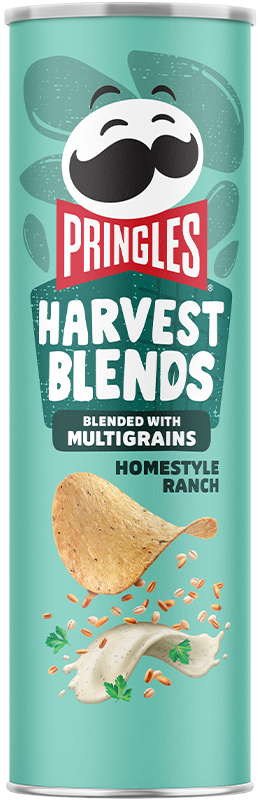 PRINGLES
®
HARVEST
BLENDS
BLENDED WITH
MULTIGRAINS
HOMESTYLE
RANCH